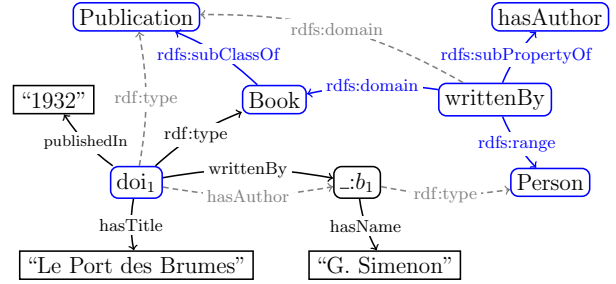 Publication
hasAuthor
rdfs:domain
rdfs:subClassOf
rdfs:subPropertyOf
rdfs:domain
“1932”
rdf:type
Book
writtenBy
publishedIn
rdf:type
rdfs:range
writtenBy
doi₁
_:b₁
Person
hasAuthor
rdf:type
hasTitle
hasName
“Le Port des Brumes”
“G. Simenon”